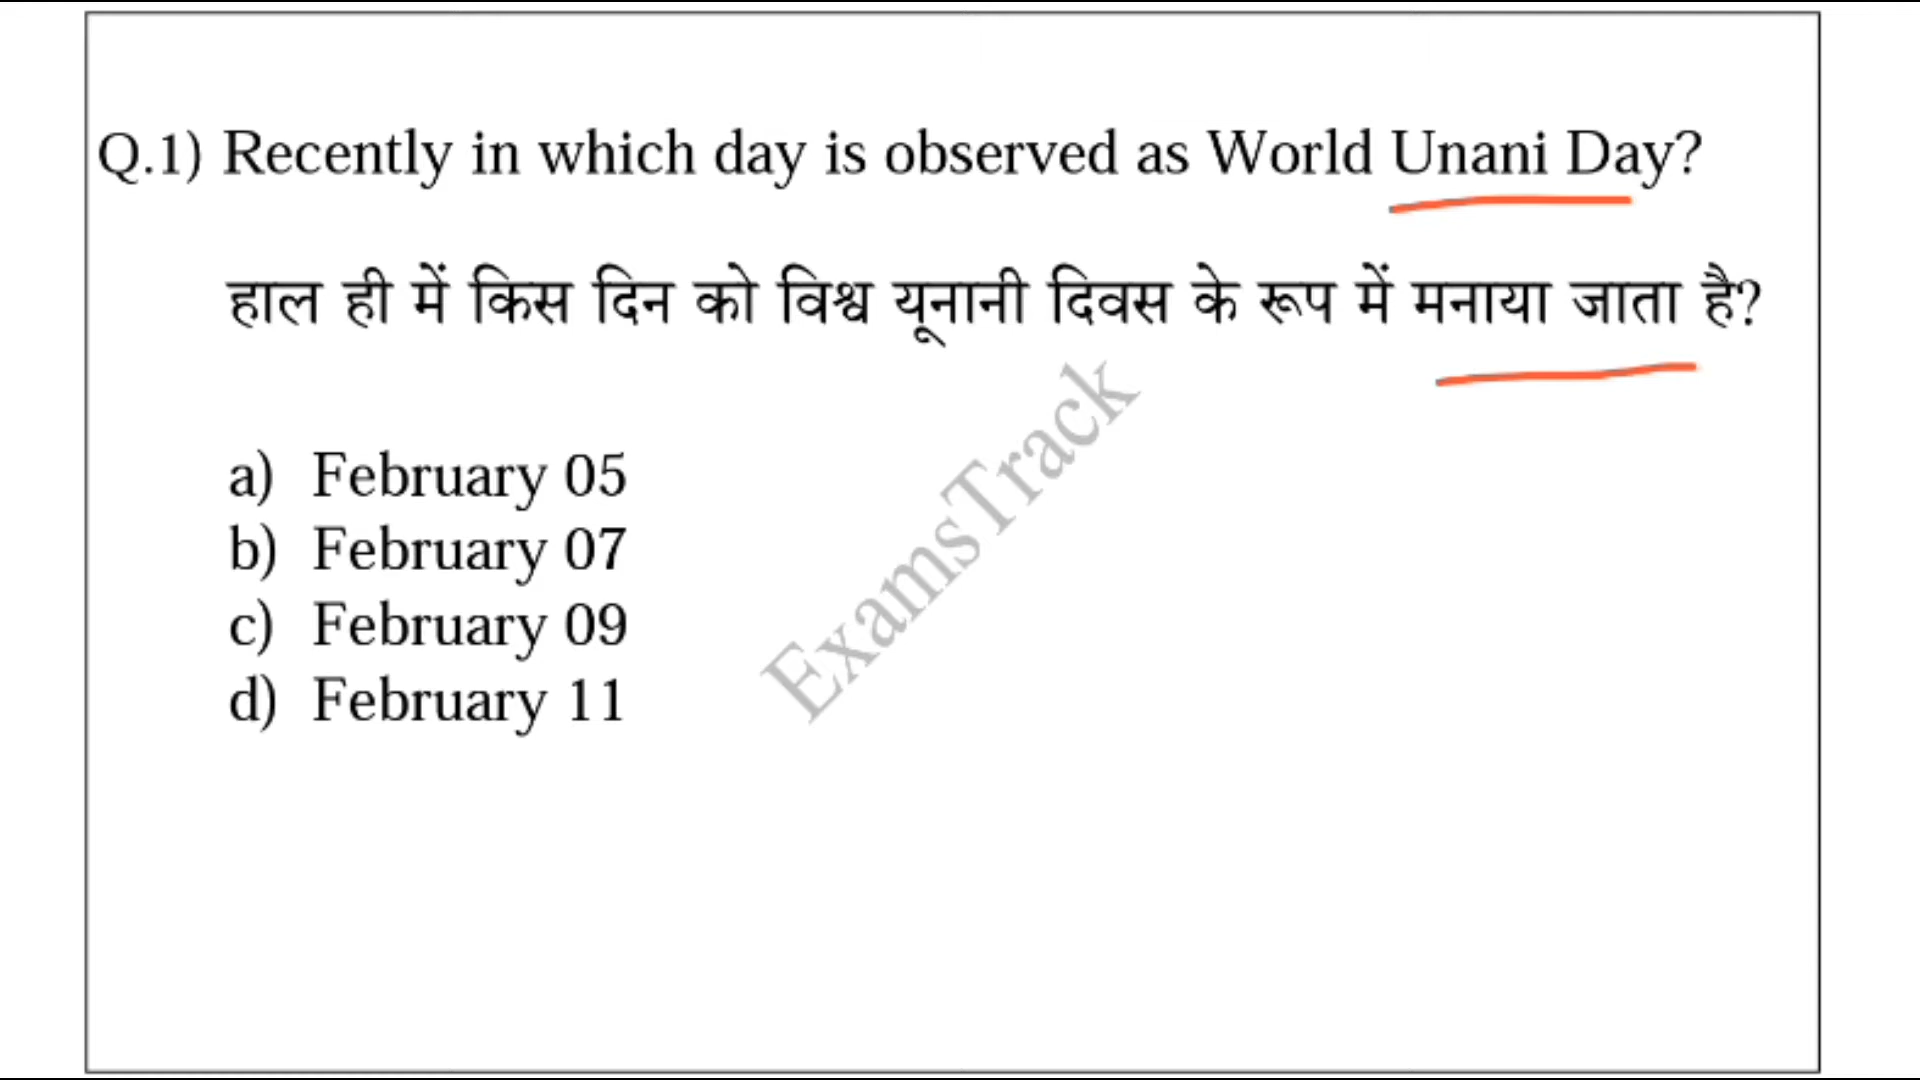 Q.1) Recently in which day is observed as World Unani Day?
हाल ही में किस दिन को विश्व यूनानी दिवस के रूप में मनाया जाता है?
a) February 05
b) February 07
c) February 09
d) February 11
ExamsTrack